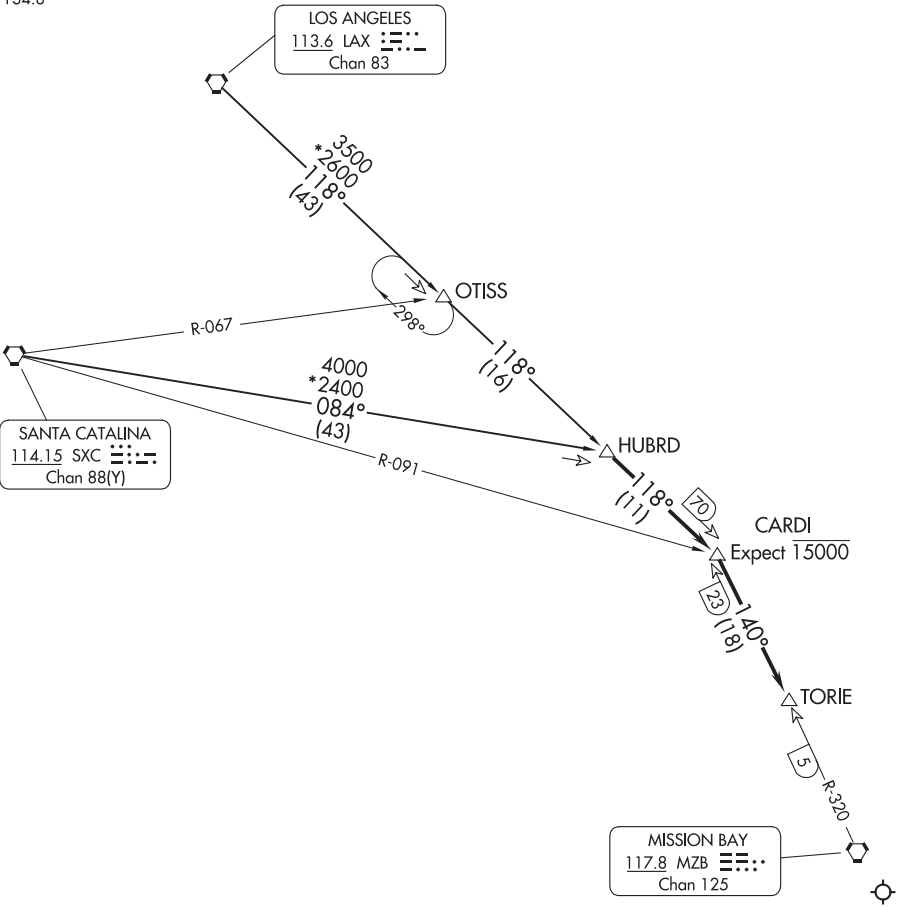 LOS ANGELES
113.6 LAX
Chan 83
3500
*2600
118°
(43)
OTISS
298°
R-067
118°
(16)
4000
*2400
084°
(43)
SANTA CATALINA
114.15 SXC
Chan 88(Y)
HUBRD
R-091
118°
(11)
70
CARDI
Expect 15000
23
140°
(18)
TORIE
5
R-320
MISSION BAY
117.8 MZB
Chan 125